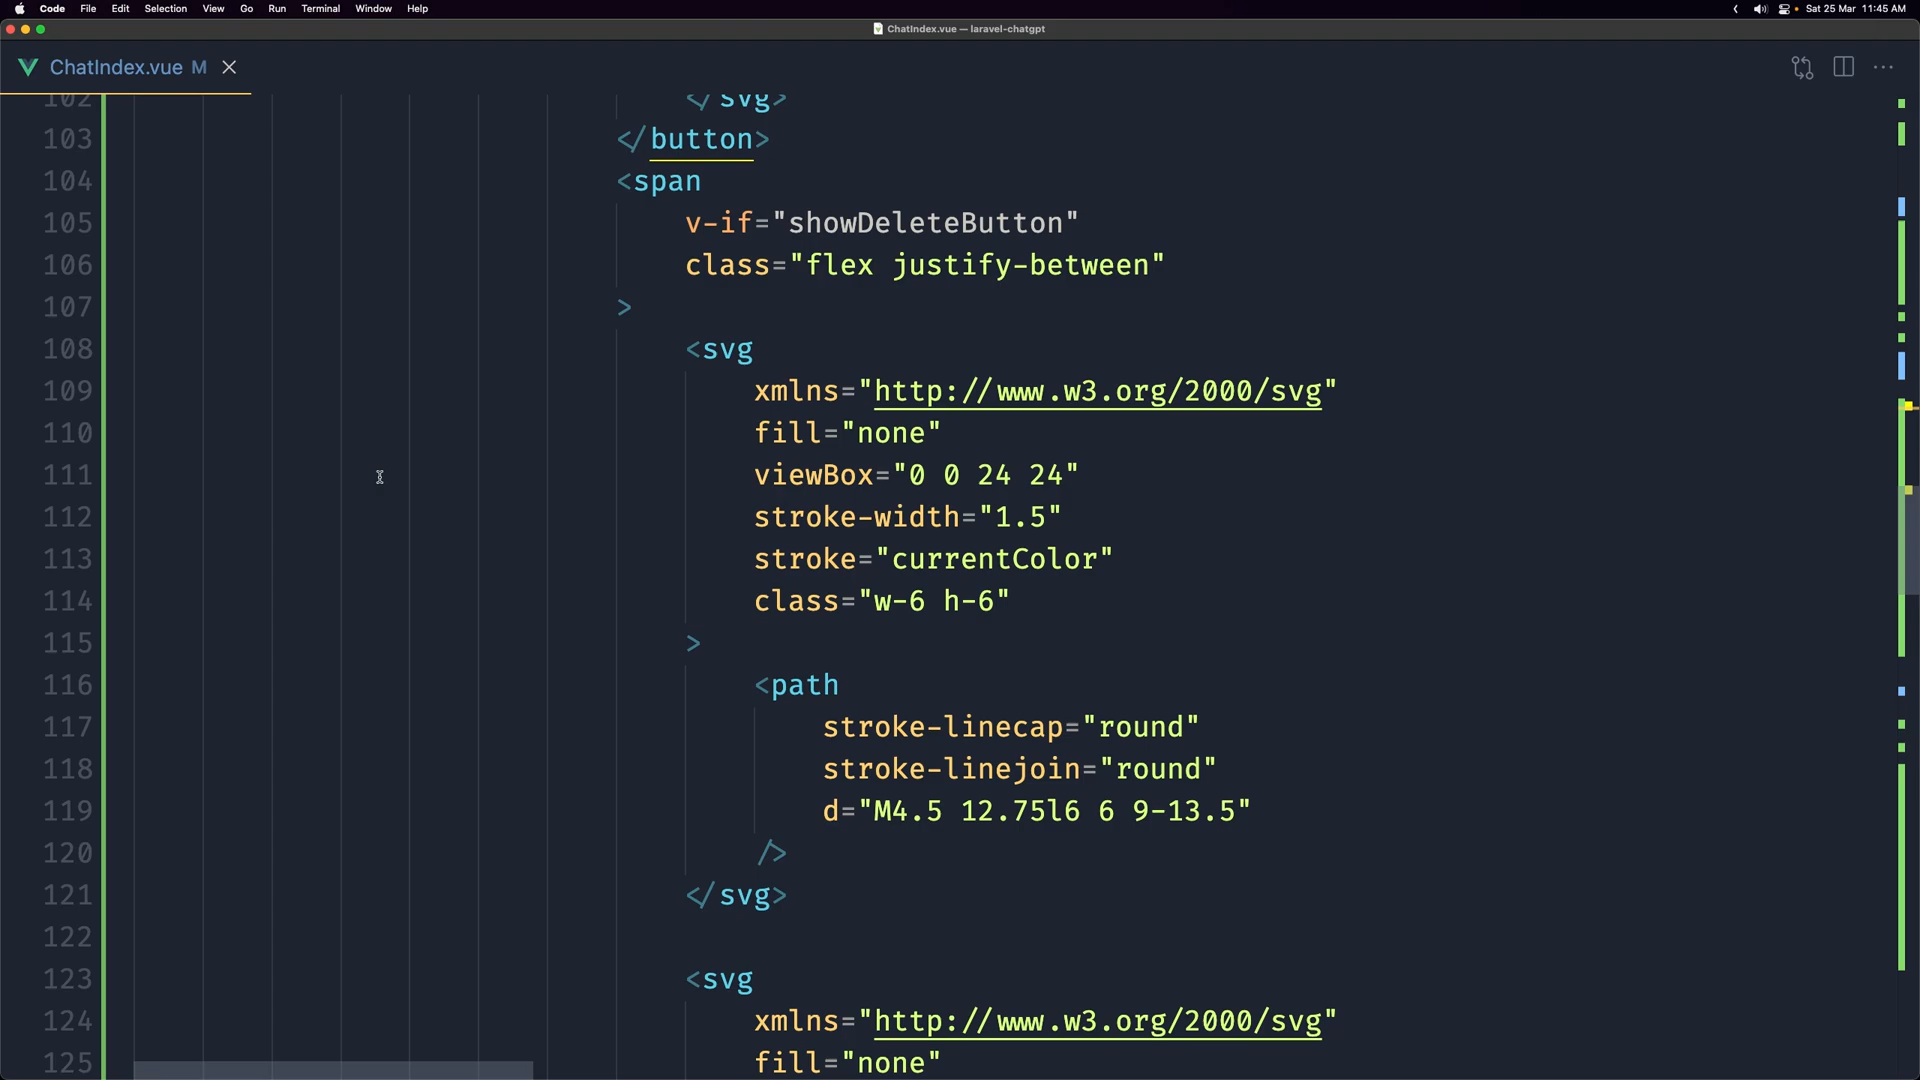 Code File Edit Selection View Go Run Terminal Window Help Sat 25 Mar 11:45 AM
ChatIndex.vue — laravel-chatgpt
ChatIndex.vue M
102 </svg>
103 </button>
104 <span
105 v-if="showDeleteButton"
106 class="flex justify-between"
107 >
108 <svg
109 xmlns="http://www.w3.org/2000/svg"
110 fill="none"
111 viewBox="0 0 24 24"
112 stroke-width="1.5"
113 stroke="currentColor"
114 class="w-6 h-6"
115 >
116 <path
117 stroke-linecap="round"
118 stroke-linejoin="round"
119 d="M4.5 12.75l6 6 9-13.5"
120 />
121 </svg>
122
123 <svg
124 xmlns="http://www.w3.org/2000/svg"
125 fill="none"